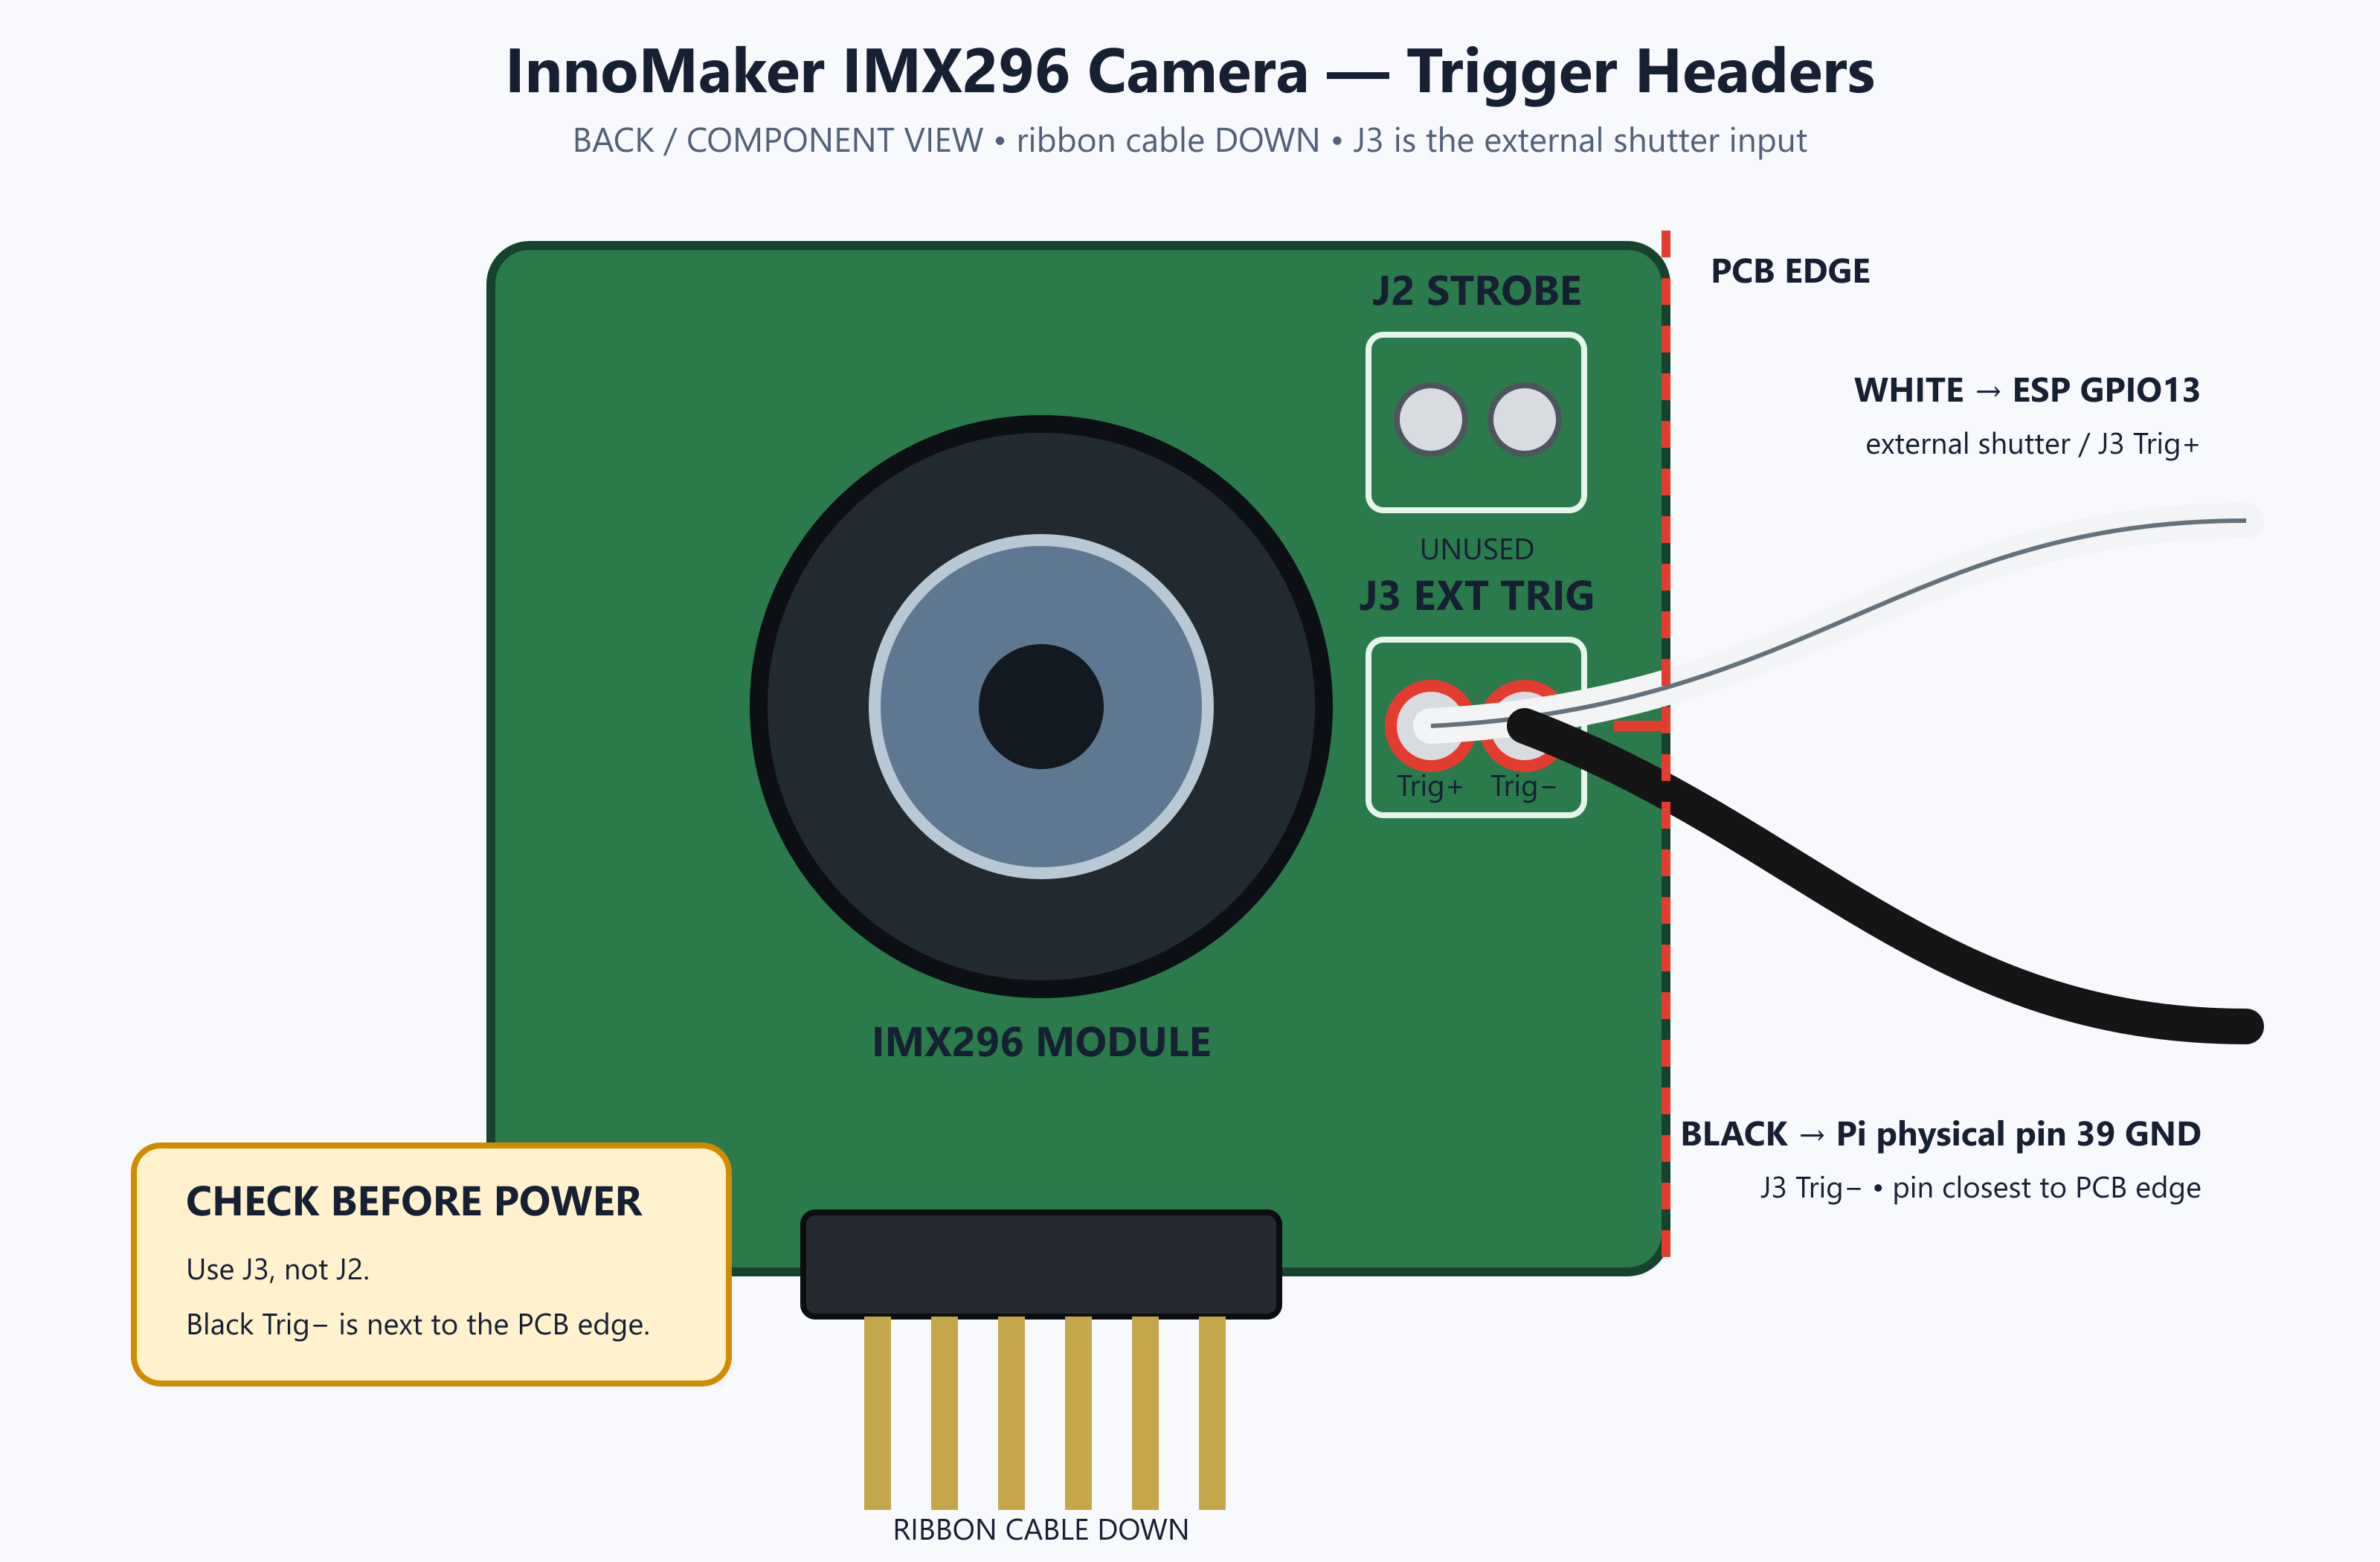 InnoMaker IMX296 Camera — Trigger Headers
BACK / COMPONENT VIEW • ribbon cable DOWN • J3 is the external shutter input
PCB EDGE
J2 STROBE
UNUSED
WHITE → ESP GPIO13
external shutter / J3 Trig+
J3 EXT TRIG
Trig+ Trig−
IMX296 MODULE
BLACK → Pi physical pin 39 GND
J3 Trig− • pin closest to PCB edge
CHECK BEFORE POWER
Use J3, not J2.
Black Trig− is next to the PCB edge.
RIBBON CABLE DOWN